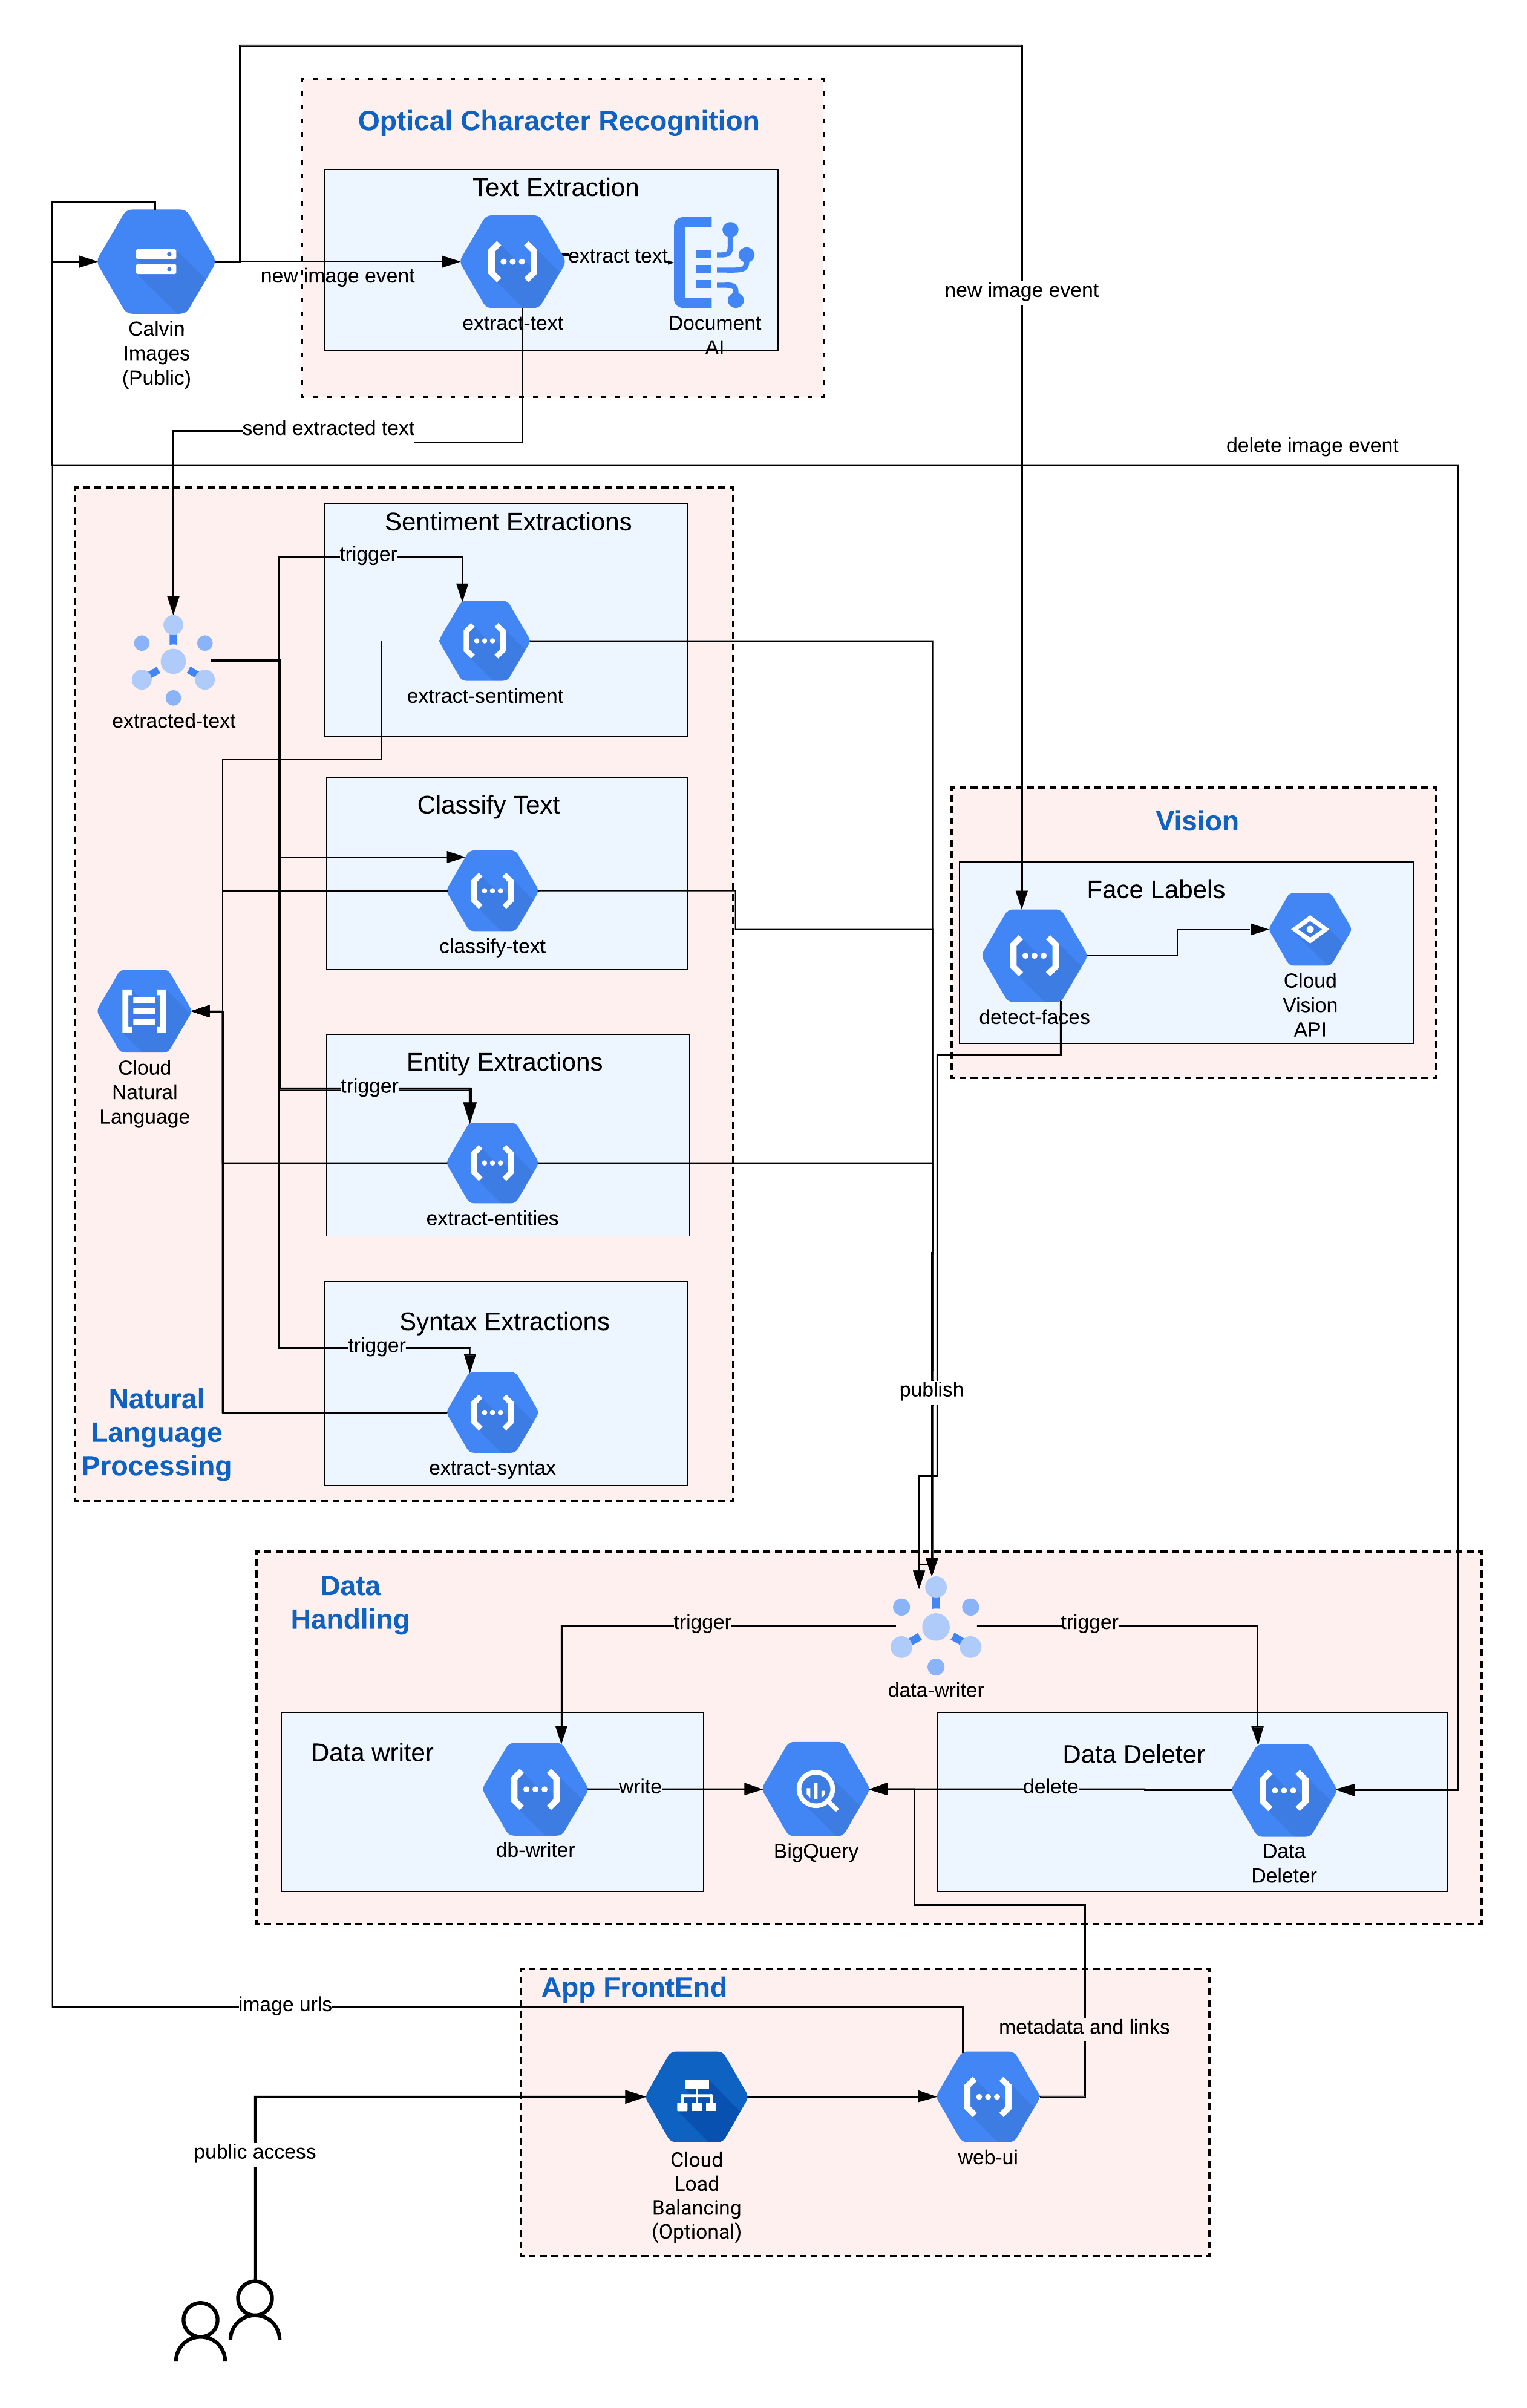 Optical Character Recognition
Text Extraction
extract text
new image event
extract-text
Document
AI
Calvin
Images
(Public)
new image event
send extracted text
delete image event
Sentiment Extractions
trigger
extract-sentiment
extracted-text
Classify Text
classify-text
Vision
Face Labels
detect-faces
Cloud
Vision
API
Cloud
Natural
Language
Entity Extractions
trigger
extract-entities
Syntax Extractions
trigger
extract-syntax
Natural
Language
Processing
publish
Data
Handling
trigger
trigger
data-writer
Data writer
write
db-writer
BigQuery
Data Deleter
delete
Data
Deleter
App FrontEnd
image urls
metadata and links
Cloud
Load
Balancing
(Optional)
web-ui
public access